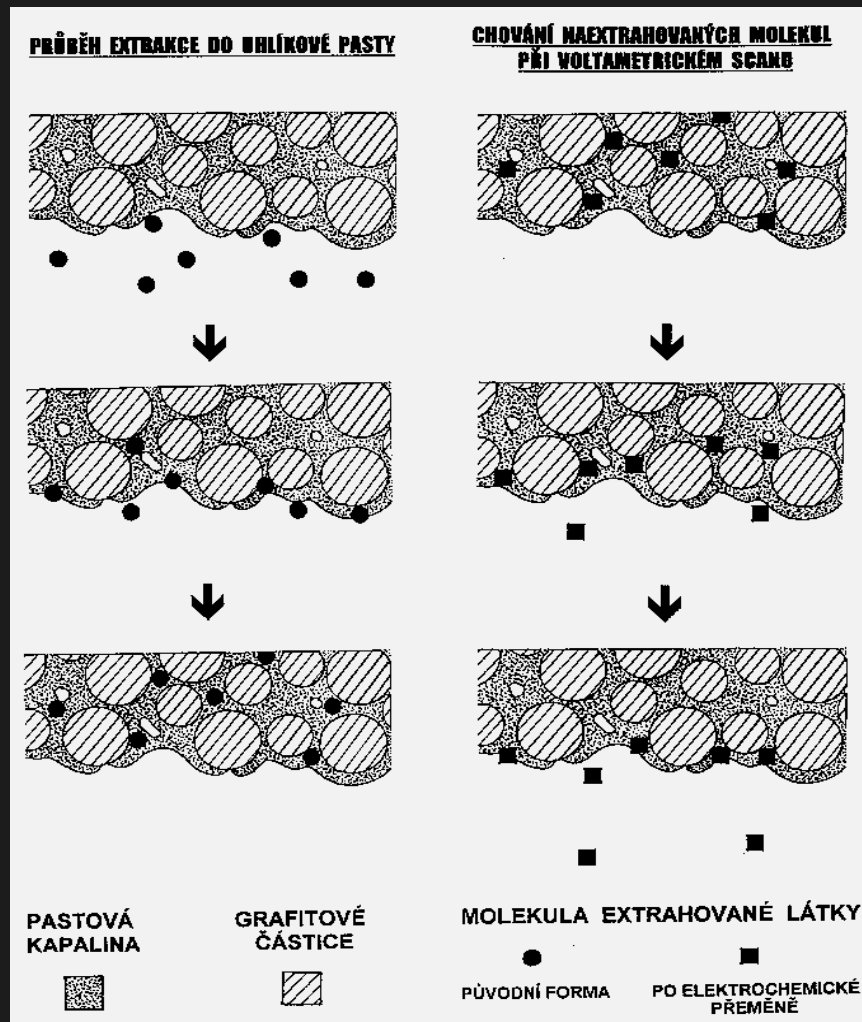 PRŮBĚH EXTRAKCE DO UHLÍKOVÉ PASTY
CHOVÁNÍ NAEXTRAHOVANÝCH MOLEKUL
PŘI VOLTAMETRICKÉM SCANU
PASTOVÁ
KAPALINA
GRAFITOVÉ
ČÁSTICE
MOLEKULA EXTRAHOVANÉ LÁTKY
PŮVODNÍ FORMA
PO ELEKTROCHEMICKÉ
PŘEMĚNĚ